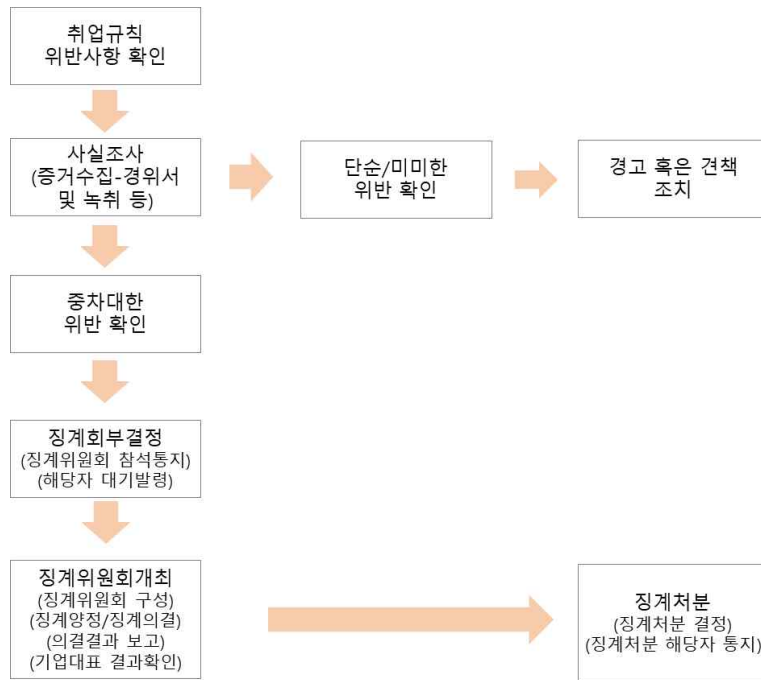 취업규칙
위반사항 확인
사실조사
(증거수집-경위서
및 녹취 등)
단순/미미한
위반 확인
경고 혹은 견책
조치
중차대한
위반 확인
징계회부결정
(징계위원회 참석통지)
(해당자 대기발령)
징계위원회개최
(징계위원회 구성)
(징계양정/징계의결)
(의결결과 보고)
(기업대표 결과확인)
징계처분
(징계처분 결정)
(징계처분 해당자 통지)